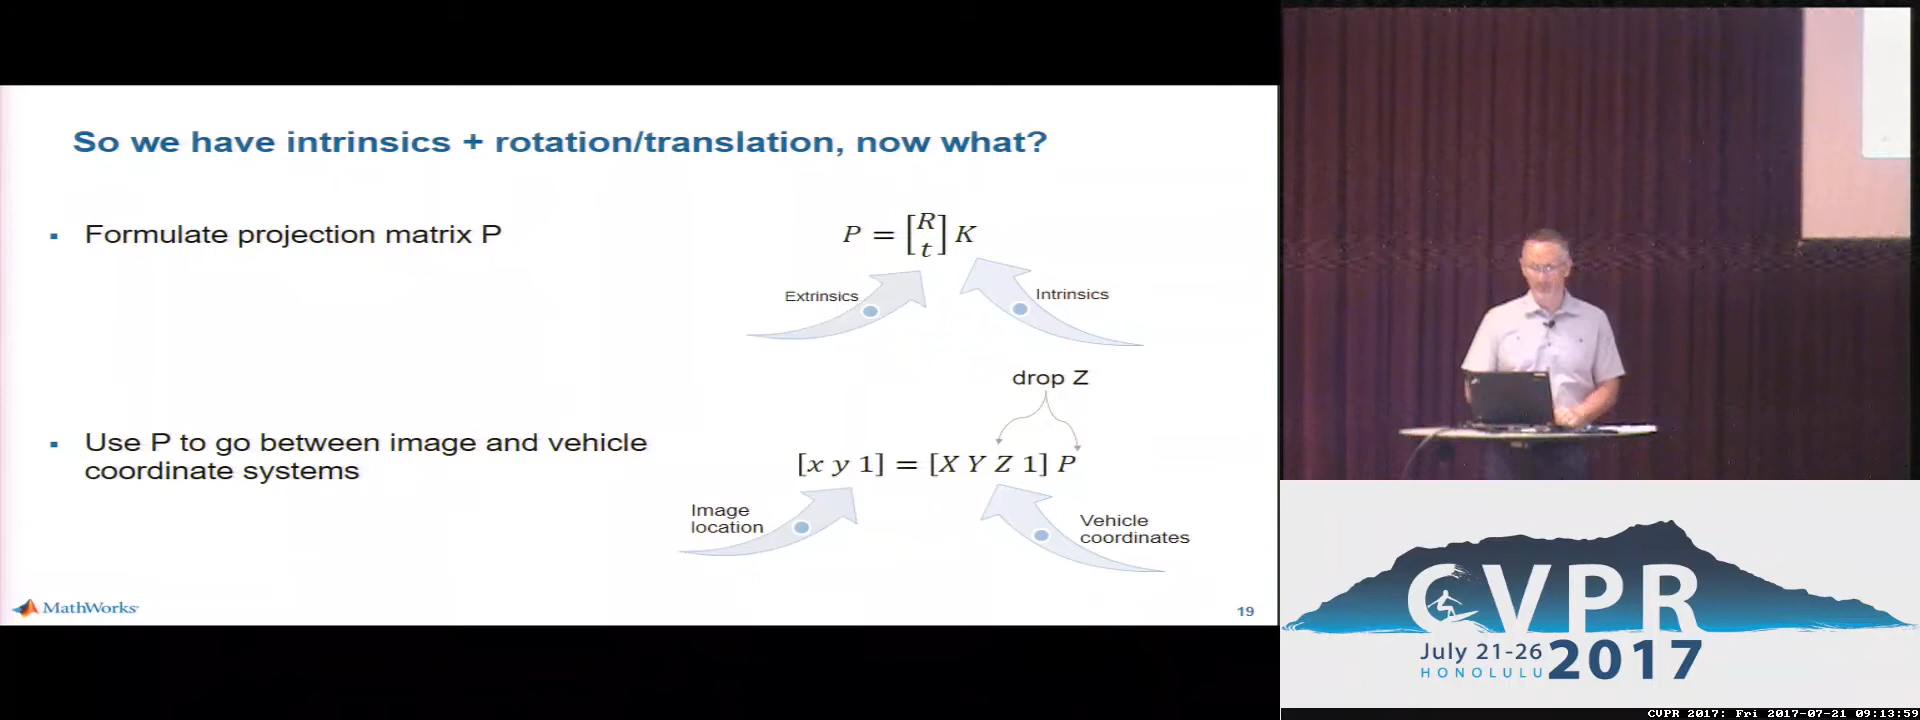 So we have intrinsics + rotation/translation, now what?
▪ Formulate projection matrix P
P = [R t] K
Extrinsics
Intrinsics
drop Z
▪ Use P to go between image and vehicle
coordinate systems
[x y 1] = [X Y Z 1] P
Image
location
Vehicle
coordinates
MathWorks
19
CVPR
July 21-26
HONOLULU
2017
CVPR 2017: Fri 2017-07-21 09:13:59